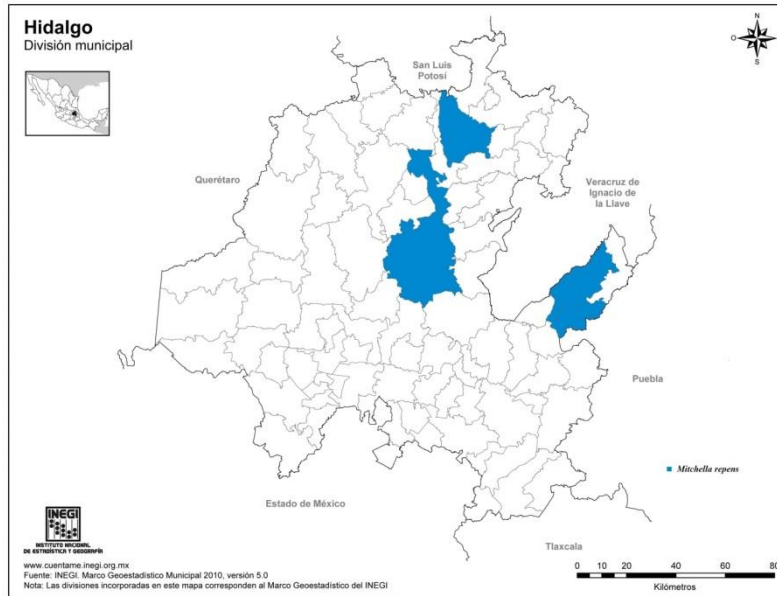 Hidalgo
División municipal
N
O
E
S
San Luis
Potosí
Querétaro
Veracruz de
Ignacio de
la Llave
Puebla
Mitchella repens
Estado de México
Tlaxcala
INEGI
INSTITUTO NACIONAL
DE ESTADÍSTICA Y GEOGRAFÍA
www.cuentame.inegi.org.mx
Fuente: INEGI. Marco Geoestadístico Municipal 2010, versión 5.0
Nota: Las divisiones incorporadas en este mapa corresponden al Marco Geoestadístico del INEGI
0 10 20 40 60 80
Kilómetros